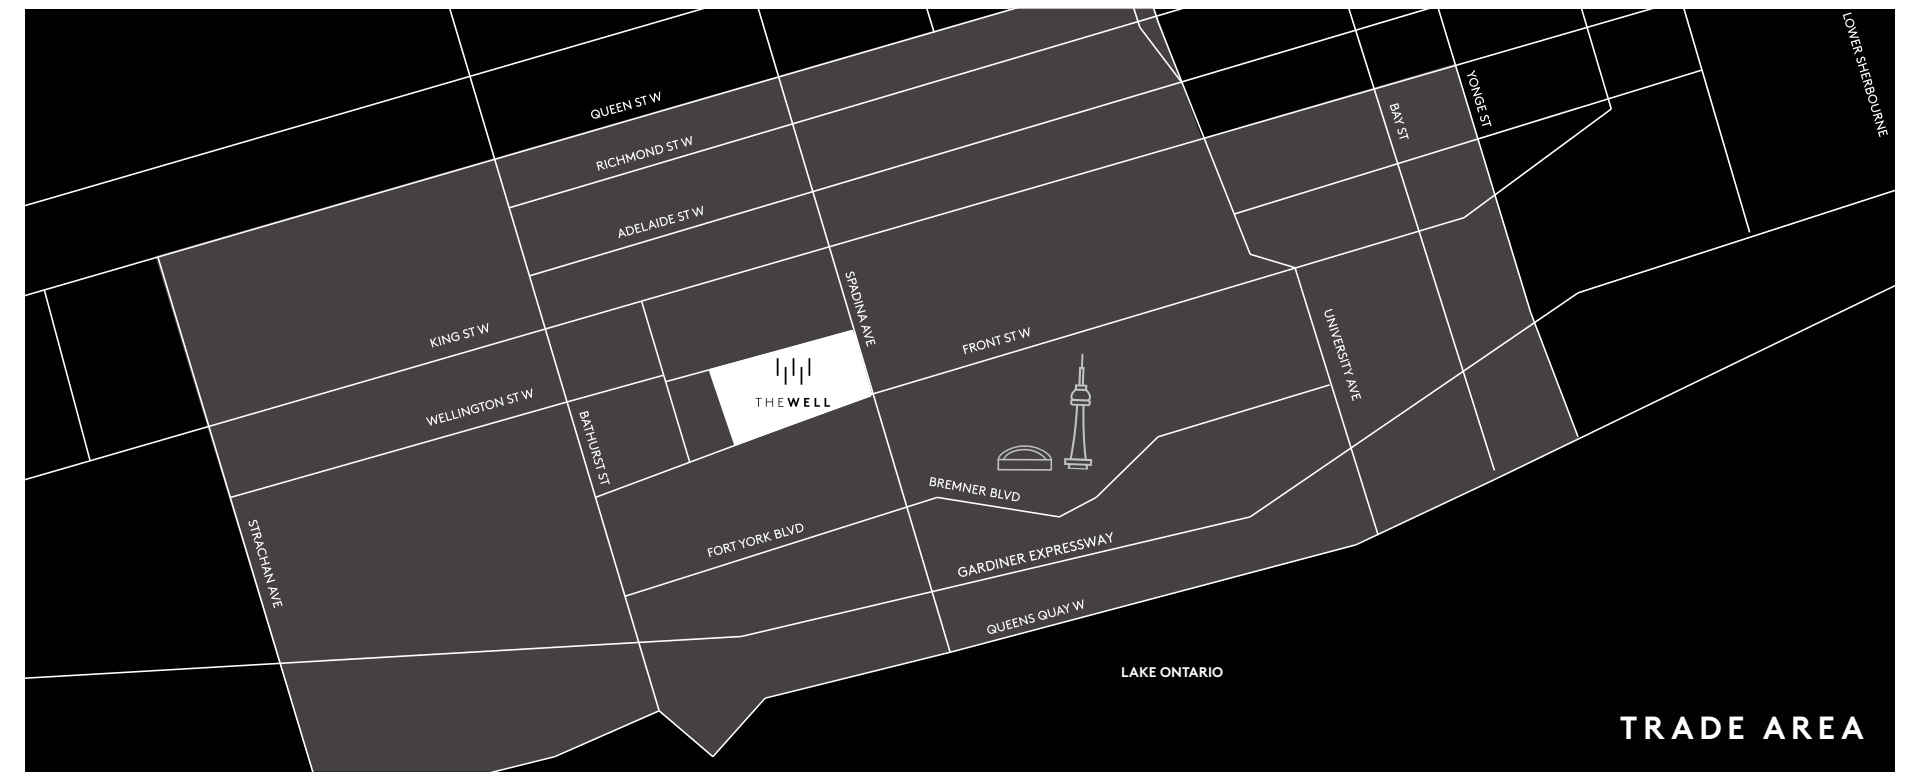 LOWER SHERBOURNE
YONGE ST
BAY ST
QUEEN ST W
RICHMOND ST W
ADELAIDE ST W
SPADINA AVE
KING ST W
FRONT ST W
UNIVERSITY AVE
THEWELL
WELLINGTON ST W
BATHURST ST
BREMNER BLVD
STRACHAN AVE
FORT YORK BLVD
GARDINER EXPRESSWAY
QUEENS QUAY W
LAKE ONTARIO
TRADE AREA